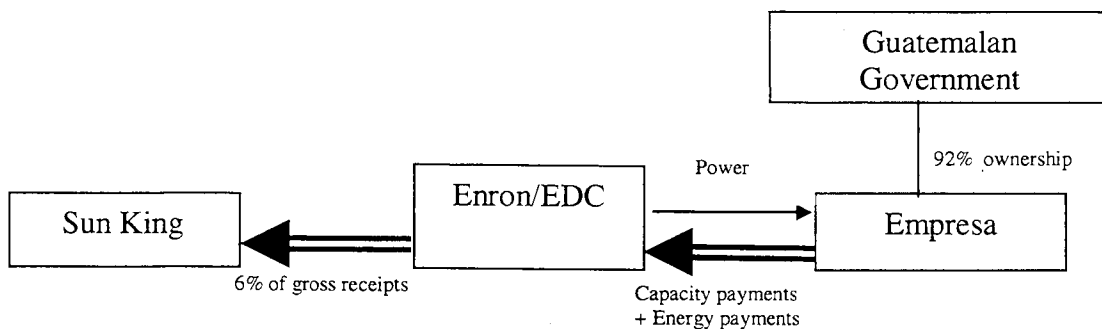 Guatemalan
Government
92% ownership
Power
Enron/EDC
Sun King
Empresa
6% of gross receipts
Capacity payments
+ Energy payments